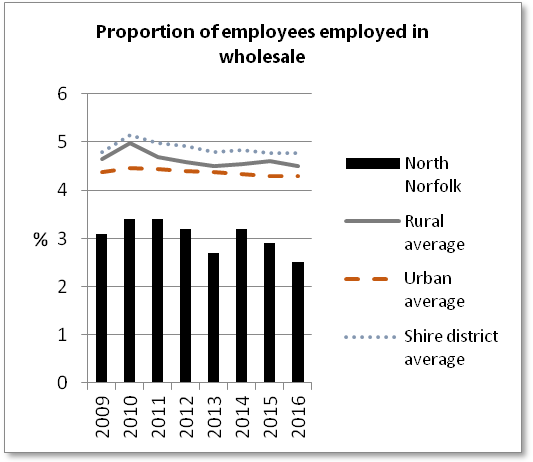 Proportion of employees employed in
wholesale
6
5
4
3
2
1
0
%
2009
2010
2011
2012
2013
2014
2015
2016
North
Norfolk
Rural
average
Urban
average
Shire district
average